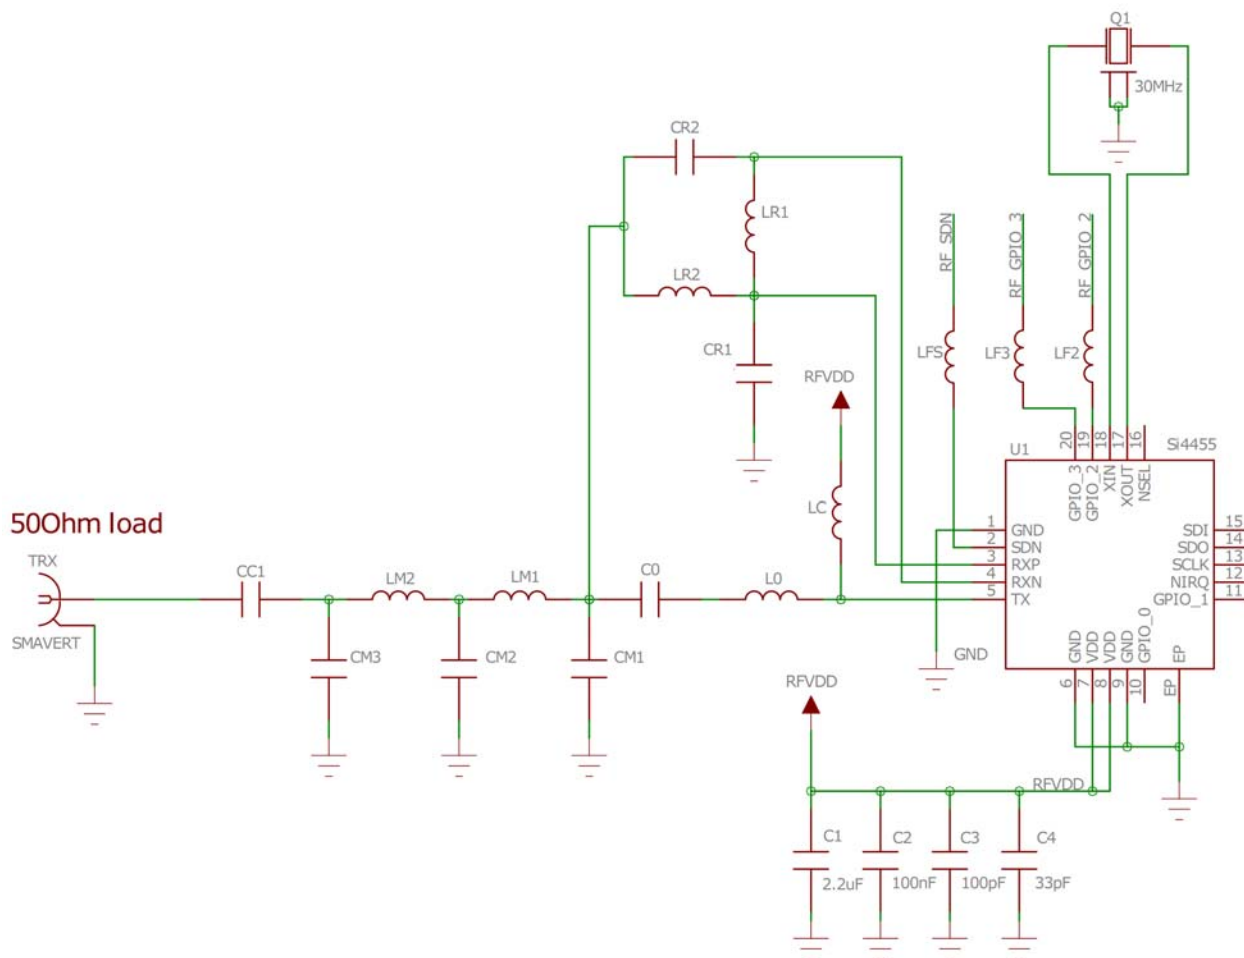 Q1
30MHz
CR2
LR1
LR2
CR1
RF_SDN
RF_GPIO_3
RF_GPIO_2
LFS
LF3
LF2
RFVDD
LC
U1
Si4455
20
19
18
17
16
GPIO_3
GPIO_2
XIN
XOUT
NSEL
50Ohm load
TRX
SMAVERT
CC1
LM2
LM1
C0
L0
CM3
CM2
CM1
1 GND
2 SDN
3 RXP
4 RXN
5 TX
SDI 15
SDO 14
SCLK 13
NIRQ 12
GPIO_1 11
GND
GND
VDD
VDD
GND
GPIO_0
EP
6
7
8
9
10
EP
RFVDD
RFVDD
C1
2.2uF
C2
100nF
C3
100pF
C4
33pF